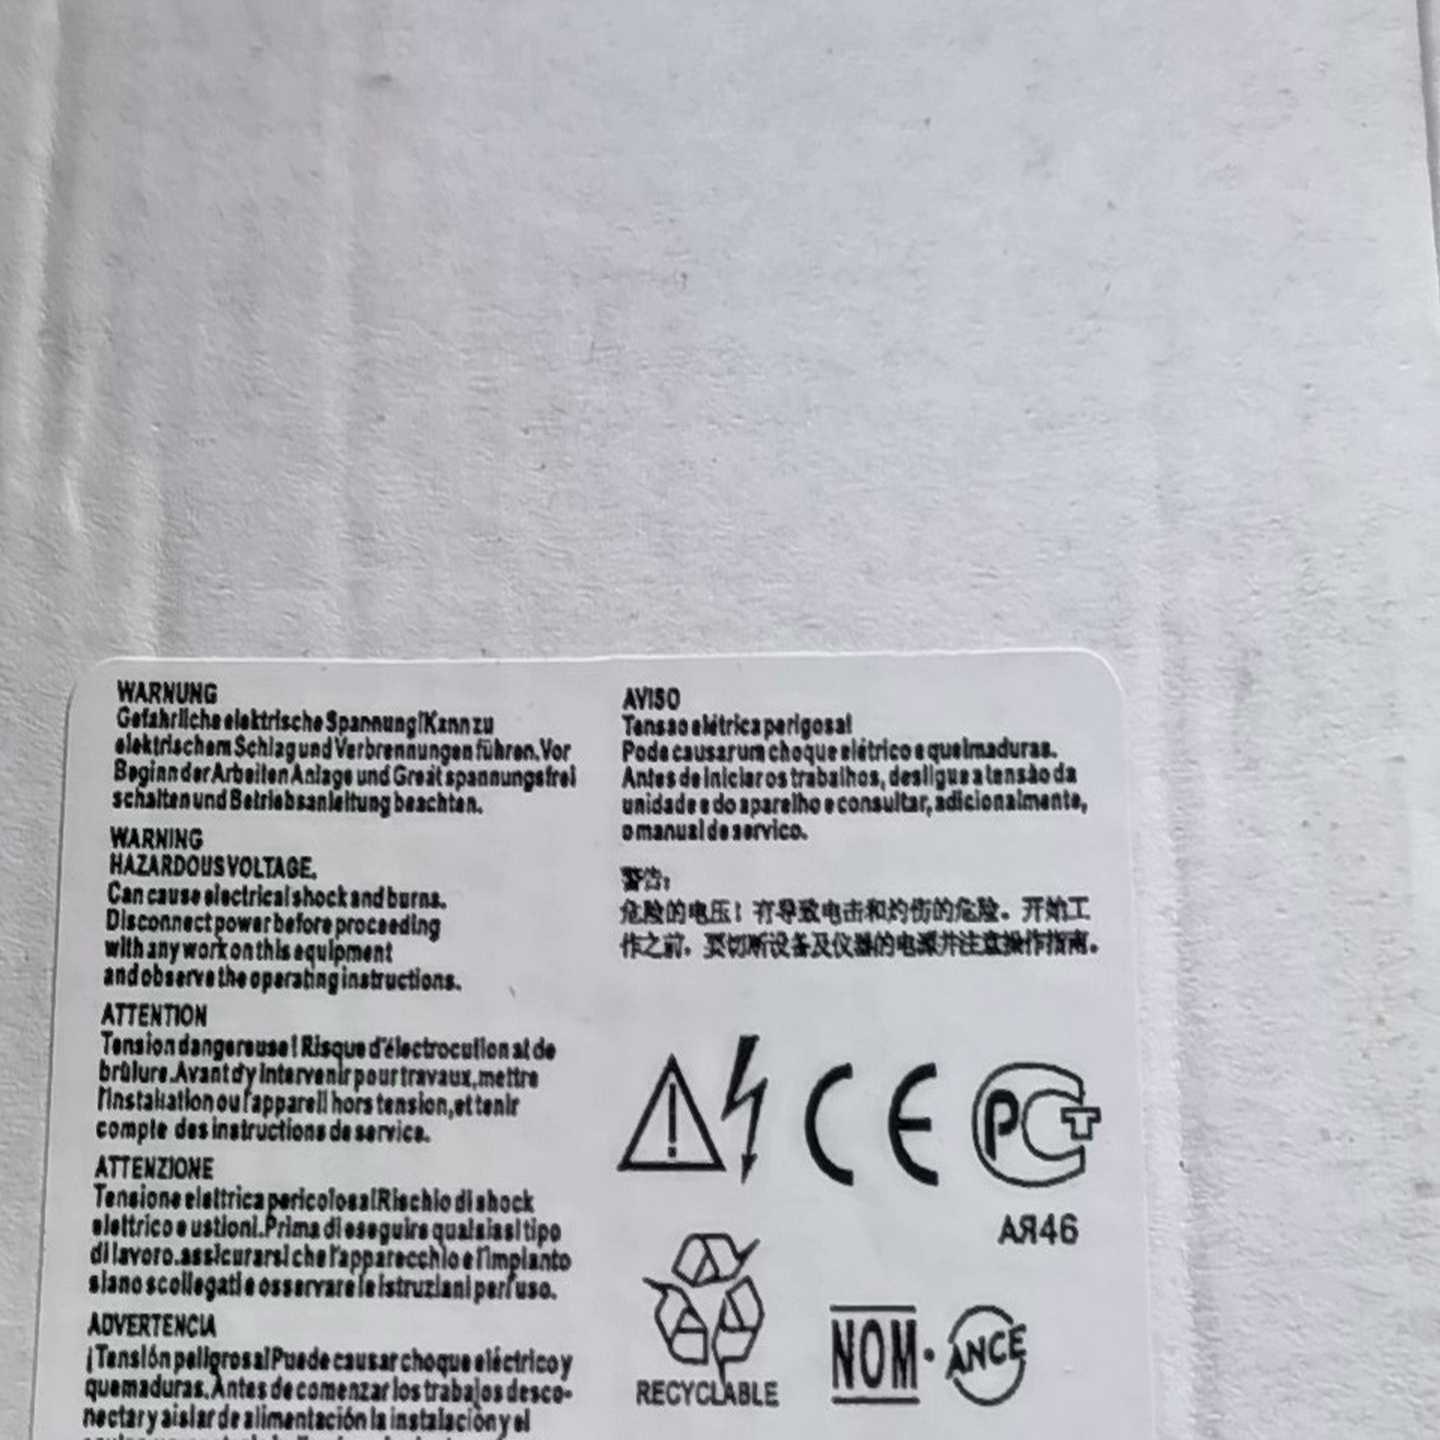 WARNUNG
Gefahrliche elektrische Spannung!Kann zu
elektrischem Schlag und Verbrennungen führen.Vor
Beginn der Arbeiten Anlage und Greät spannungsfrei
schalten und Betriebsanleitung beachten.
WARNING
HAZARDOUS VOLTAGE.
Can cause electrical shock and burns.
Disconnect power before proceeding
with any work on this equipment
and observe the operating instructions.
ATTENTION
Tension dangereuse! Risque d'électrocution at de
brûlure.Avant d'y intervenir pour travaux,mettre
l'installation ou l'appareil hors tension,et tenir
compte des instructions de service.
ATTENZIONE
Tensione elettrica pericolosa!Rischio di shock
elettrico e ustioni.Prima di eseguire qualsiasi tipo
di lavoro.assicurarsi che l'apparecchio e l'impianto
siano scollegati e osservare le istruziani per l'uso.
ADVERTENCIA
¡Tensión peligrosa!Puede causar choque eléctrico y
quemaduras.Antes de comenzar los trabajos desco-
nectar y aislar de alimentación la instalaciòn y el
AVISO
Tensao elétrica perigosa!
Pode causar um choque elétrico e queimaduras.
Antes de iniciar os trabalhos, desligue a tensão da
unidade e do aparelho e consultar, adicionalmente,
o manual de servico.
警告:
危险的电压! 有导致电击和灼伤的危险。开始工
作之前, 要切断设备及仪器的电源并注意操作指南。
CE
PCT
АЯ46
RECYCLABLE
NOM·ANCE